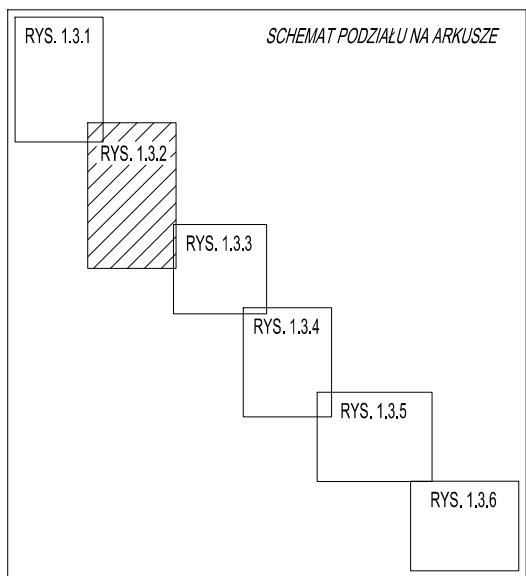 RYS. 1.3.1
SCHEMAT PODZIAŁU NA ARKUSZE
RYS. 1.3.2
RYS. 1.3.3
RYS. 1.3.4
RYS. 1.3.5
RYS. 1.3.6